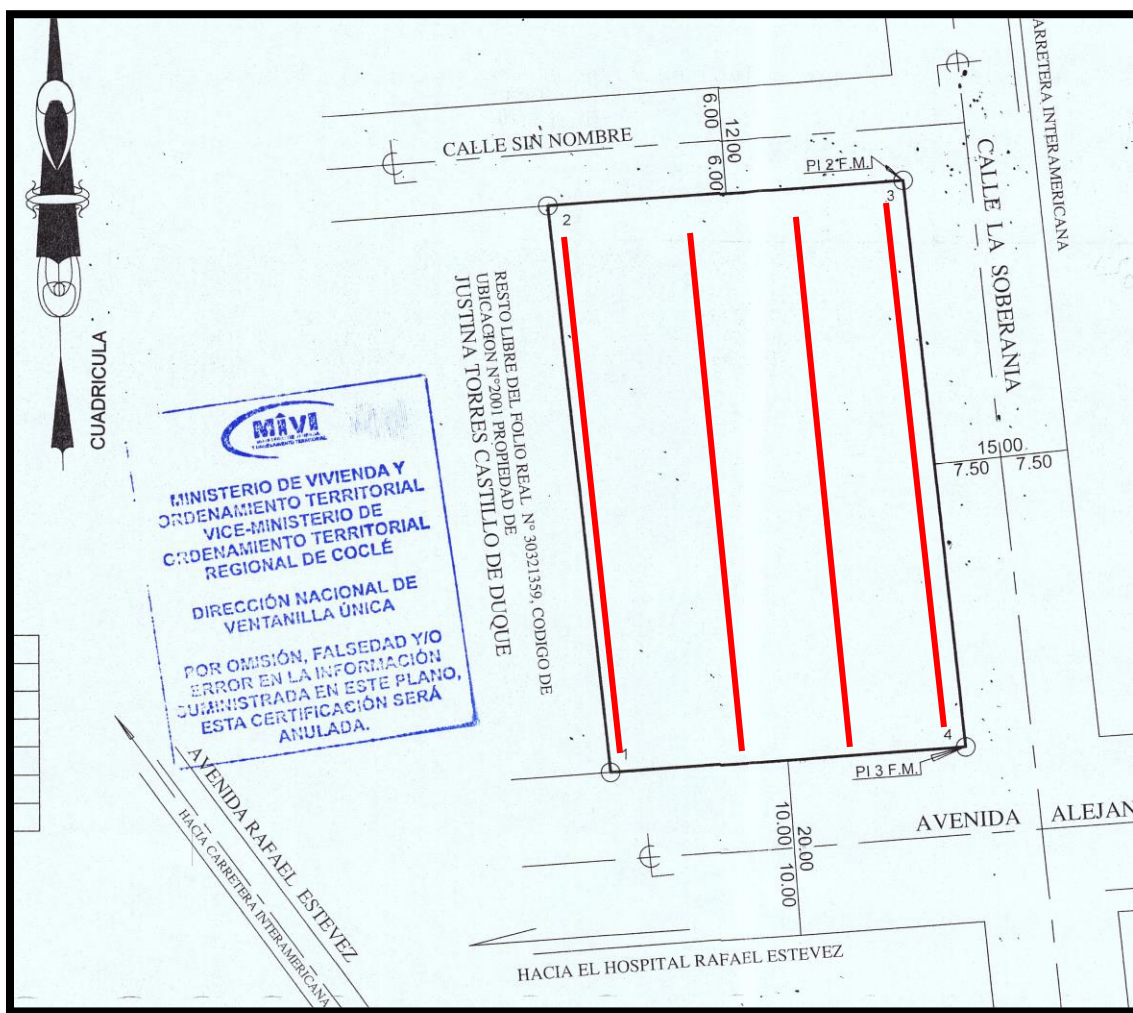 CUADRICULA
CALLE SIN NOMBRE
6.00
6.00
12.00
PI 2 F.M.
CALLE LA SOBERANIA
ARRETERA INTERAMERICANA
2
3
RESTO LIBRE DEL FOLIO REAL N° 30321359, CODIGO DE
UBICACION N°2001 PROPIEDAD DE
JUSTINA TORRES CASTILLO DE DUQUE
15.00
7.50
7.50
MIVI
MINISTERIO DE VIVIENDA Y
ORDENAMIENTO TERRITORIAL
VICE-MINISTERIO DE
ORDENAMIENTO TERRITORIAL
REGIONAL DE COCLÉ
DIRECCIÓN NACIONAL DE
VENTANILLA ÚNICA
POR OMISIÓN, FALSEDAD Y/O
ERROR EN LA INFORMACIÓN
SUMINISTRADA EN ESTE PLANO,
ESTA CERTIFICACIÓN SERÁ
ANULADA.
1
4
PI 3 F.M.
AVENIDA RAFAEL ESTEVEZ
HACIA CARRETERA INTERAMERICANA
10.00
10.00
20.00
AVENIDA ALEJAN
HACIA EL HOSPITAL RAFAEL ESTEVEZ